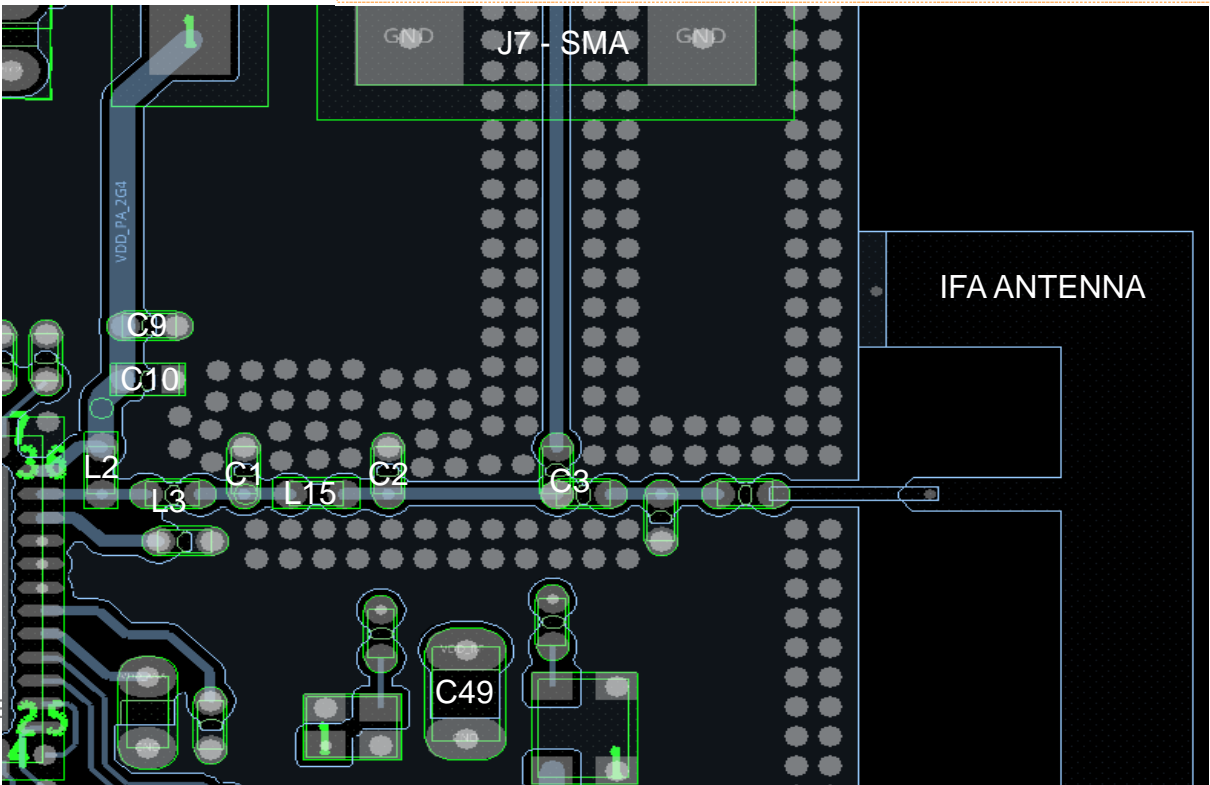 1
GND
J7 - SMA
GND
VDD_PA_2G4
IFA ANTENNA
C9
C10
7
36
L2
L3
C1
L15
C2
C3
C49
25
4
1
1